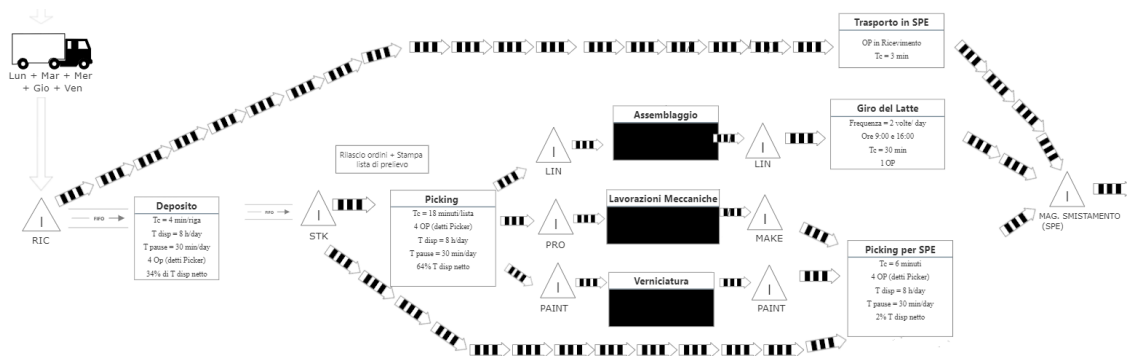 Lun + Mar + Mer
+ Gio + Ven
I
RIC
FIFO
Deposito
Tc = 4 min/riga
T disp = 8 h/day
T pause = 30 min/day
4 Op (detti Picker)
34% di T disp netto
FIFO
I
STK
Rilascio ordini + Stampa
lista di prelievo
Picking
Tc = 18 minuti/lista
4 OP (detti Picker)
T disp = 8 h/day
T pause = 30 min/day
64% T disp netto
I
LIN
I
PRO
I
PAINT
Assemblaggio
Lavorazioni Meccaniche
Verniciatura
I
LIN
I
MAKE
I
PAINT
Trasporto in SPE
OP in Ricevimento
Tc = 3 min
Giro del Latte
Frequenza = 2 volte/ day
Ore 9:00 e 16:00
Tc = 30 min
1 OP
Picking per SPE
Tc = 6 minuti
4 OP (detti Picker)
T disp = 8 h/day
T pause = 30 min/day
2% T disp netto
I
MAG. SMISTAMENTO
(SPE)